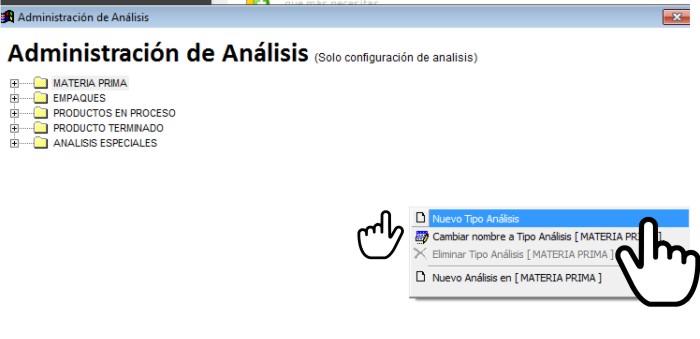 que más necesitas
Administración de Análisis
Administración de Análisis (Solo configuración de analisis)
MATERIA PRIMA
EMPAQUES
PRODUCTOS EN PROCESO
PRODUCTO TERMINADO
ANALISIS ESPECIALES
Nuevo Tipo Análisis
Cambiar nombre a Tipo Análisis [ MATERIA PR ]
Eliminar Tipo Análisis [ MATERIA PRIMA ]
Nuevo Análisis en [ MATERIA PRIMA ]